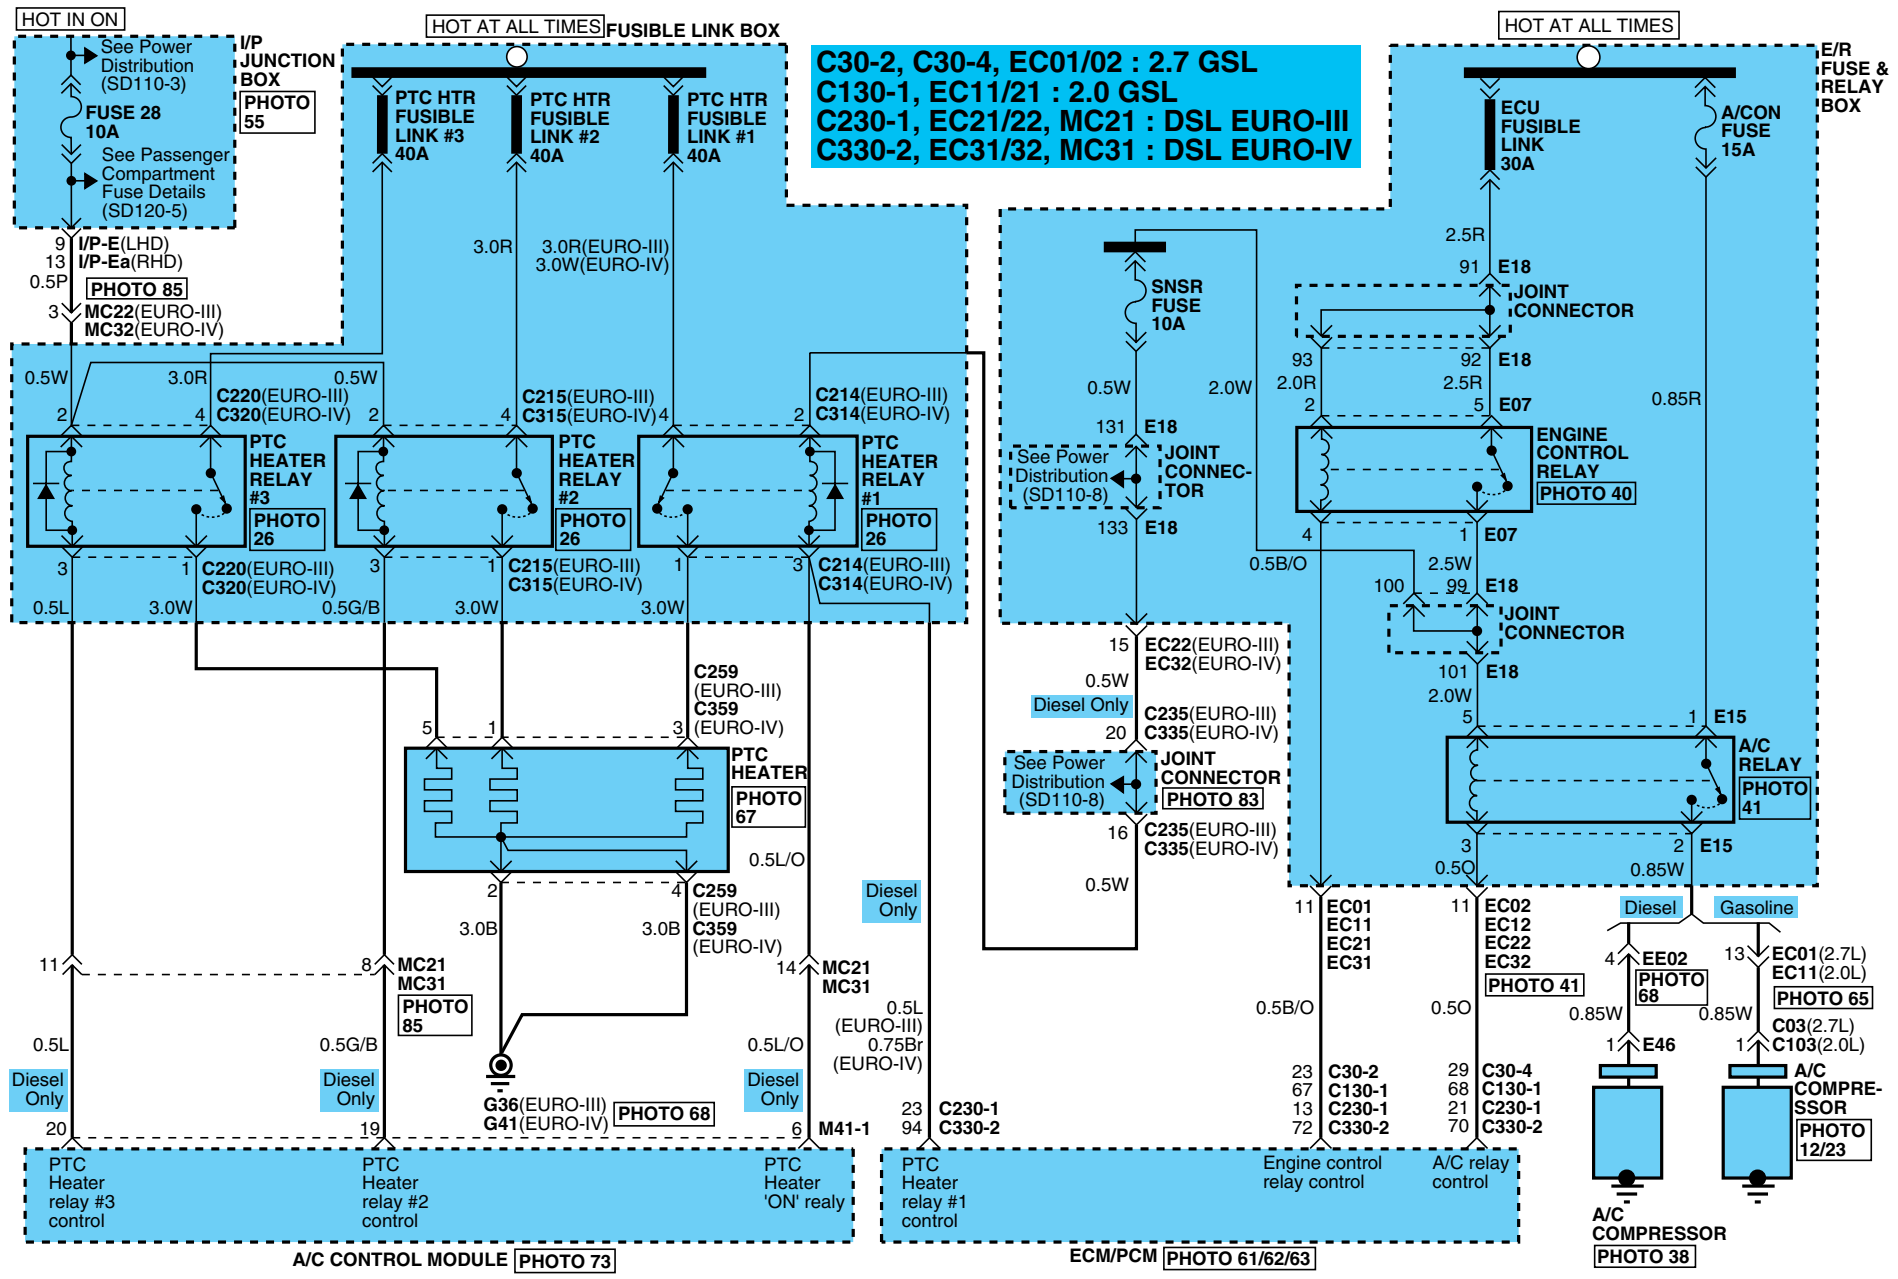 HOT IN ON
See Power
Distribution
(SD110-3)
FUSE 28
10A
See Passenger
Compartment
Fuse Details
(SD120-5)
I/P
JUNCTION
BOX
PHOTO
55
9 I/P-E(LHD)
13 I/P-Ea(RHD)
0.5P
PHOTO 85
3 MC22(EURO-III)
MC32(EURO-IV)
HOT AT ALL TIMES
FUSIBLE LINK BOX
PTC HTR
FUSIBLE
LINK #3
40A
PTC HTR
FUSIBLE
LINK #2
40A
PTC HTR
FUSIBLE
LINK #1
40A
3.0R
3.0R(EURO-III)
3.0W(EURO-IV)
C30-2, C30-4, EC01/02 : 2.7 GSL
C130-1, EC11/21 : 2.0 GSL
C230-1, EC21/22, MC21 : DSL EURO-III
C330-2, EC31/32, MC31 : DSL EURO-IV
0.5W
3.0R
0.5W
2
4
C220(EURO-III)
C320(EURO-IV)
2
4
C215(EURO-III)
C315(EURO-IV)
4
2
C214(EURO-III)
C314(EURO-IV)
PTC
HEATER
RELAY
#3
PHOTO
26
PTC
HEATER
RELAY
#2
PHOTO
26
PTC
HEATER
RELAY
#1
PHOTO
26
3
1
C220(EURO-III)
C320(EURO-IV)
3
1
C215(EURO-III)
C315(EURO-IV)
1
3
C214(EURO-III)
C314(EURO-IV)
0.5L
3.0W
0.5G/B
3.0W
3.0W
C259
(EURO-III)
C359
(EURO-IV)
5
1
3
PTC
HEATER
PHOTO
67
2
4
C259
(EURO-III)
C359
(EURO-IV)
3.0B
3.0B
0.5L/O
Diesel
Only
11
8 MC21
MC31
PHOTO
85
14 MC21
MC31
0.5L
0.5G/B
0.5L/O
0.5L
(EURO-III)
0.75Br
(EURO-IV)
Diesel
Only
Diesel
Only
Diesel
Only
G36(EURO-III)
G41(EURO-IV)
PHOTO 68
20
19
6 M41-1
23 C230-1
94 C330-2
PTC
Heater
relay #3
control
PTC
Heater
relay #2
control
PTC
Heater
'ON' realy
A/C CONTROL MODULE PHOTO 73
PTC
Heater
relay #1
control
Engine control
relay control
A/C relay
control
ECM/PCM PHOTO 61/62/63
HOT AT ALL TIMES
E/R
FUSE &
RELAY
BOX
ECU
FUSIBLE
LINK
30A
A/CON
FUSE
15A
SNSR
FUSE
10A
2.5R
91 E18
JOINT
CONNECTOR
93
92 E18
0.5W
2.0W
2.0R
2.5R
0.85R
2
5 E07
131 E18
See Power
Distribution
(SD110-8)
JOINT
CONNEC-
TOR
133 E18
ENGINE
CONTROL
RELAY
PHOTO 40
4
1 E07
0.5B/O
2.5W
100
99 E18
JOINT
CONNECTOR
101 E18
2.0W
15 EC22(EURO-III)
EC32(EURO-IV)
0.5W
Diesel Only
C235(EURO-III)
20 C335(EURO-IV)
See Power
Distribution
(SD110-8)
JOINT
CONNECTOR
PHOTO 83
16 C235(EURO-III)
C335(EURO-IV)
0.5W
5
1 E15
A/C
RELAY
PHOTO
41
3
2 E15
0.5O
0.85W
11 EC01
EC11
EC21
EC31
11 EC02
EC12
EC22
EC32
PHOTO 41
Diesel
Gasoline
4 EE02
PHOTO
68
13 EC01(2.7L)
EC11(2.0L)
PHOTO 65
0.5B/O
0.5O
0.85W
0.85W
1 E46
C03(2.7L)
1 C103(2.0L)
23 C30-2
67 C130-1
13 C230-1
72 C330-2
29 C30-4
68 C130-1
21 C230-1
70 C330-2
A/C
COMPRE-
SSOR
PHOTO
12/23
A/C
COMPRESSOR
PHOTO 38